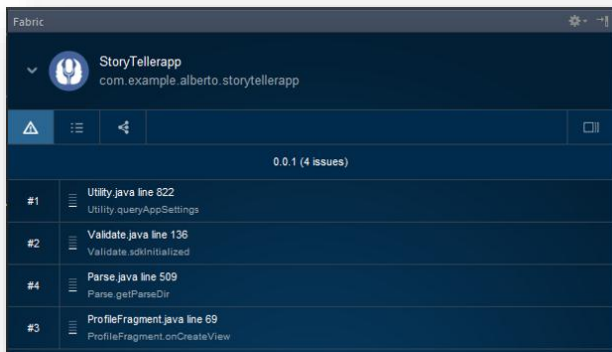 Fabric
StoryTellerapp
com.example.alberto.storytellerapp
0.0.1 (4 issues)
#1
Utility.java line 822
Utility.queryAppSettings
#2
Validate.java line 136
Validate.sdkInitialized
#4
Parse.java line 509
Parse.getParseDir
#3
ProfileFragment.java line 69
ProfileFragment.onCreateView